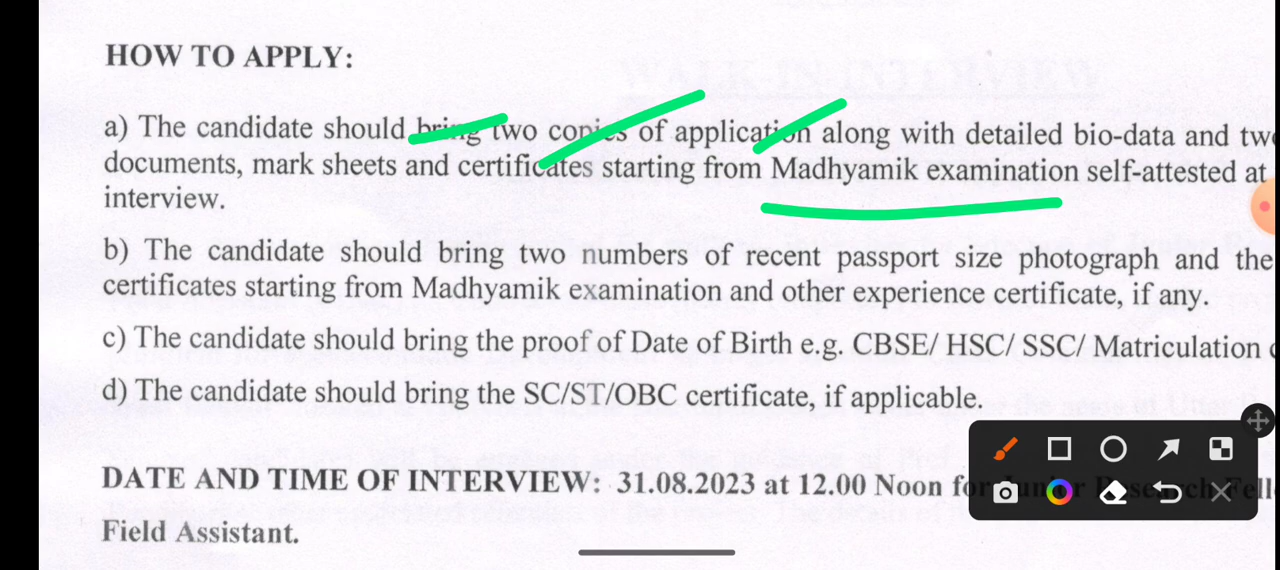 HOW TO APPLY:
a) The candidate should bring two copies of application along with detailed bio-data and
documents, mark sheets and certificates starting from Madhyamik examination self-attested at
interview.
b) The candidate should bring two numbers of recent passport size photograph and the
certificates starting from Madhyamik examination and other experience certificate, if any.
c) The candidate should bring the proof of Date of Birth e.g. CBSE/ HSC/ SSC/ Matriculation
d) The candidate should bring the SC/ST/OBC certificate, if applicable.
DATE AND TIME OF INTERVIEW: 31.08.2023 at 12.00 Noon for Junior Research
Field Assistant.